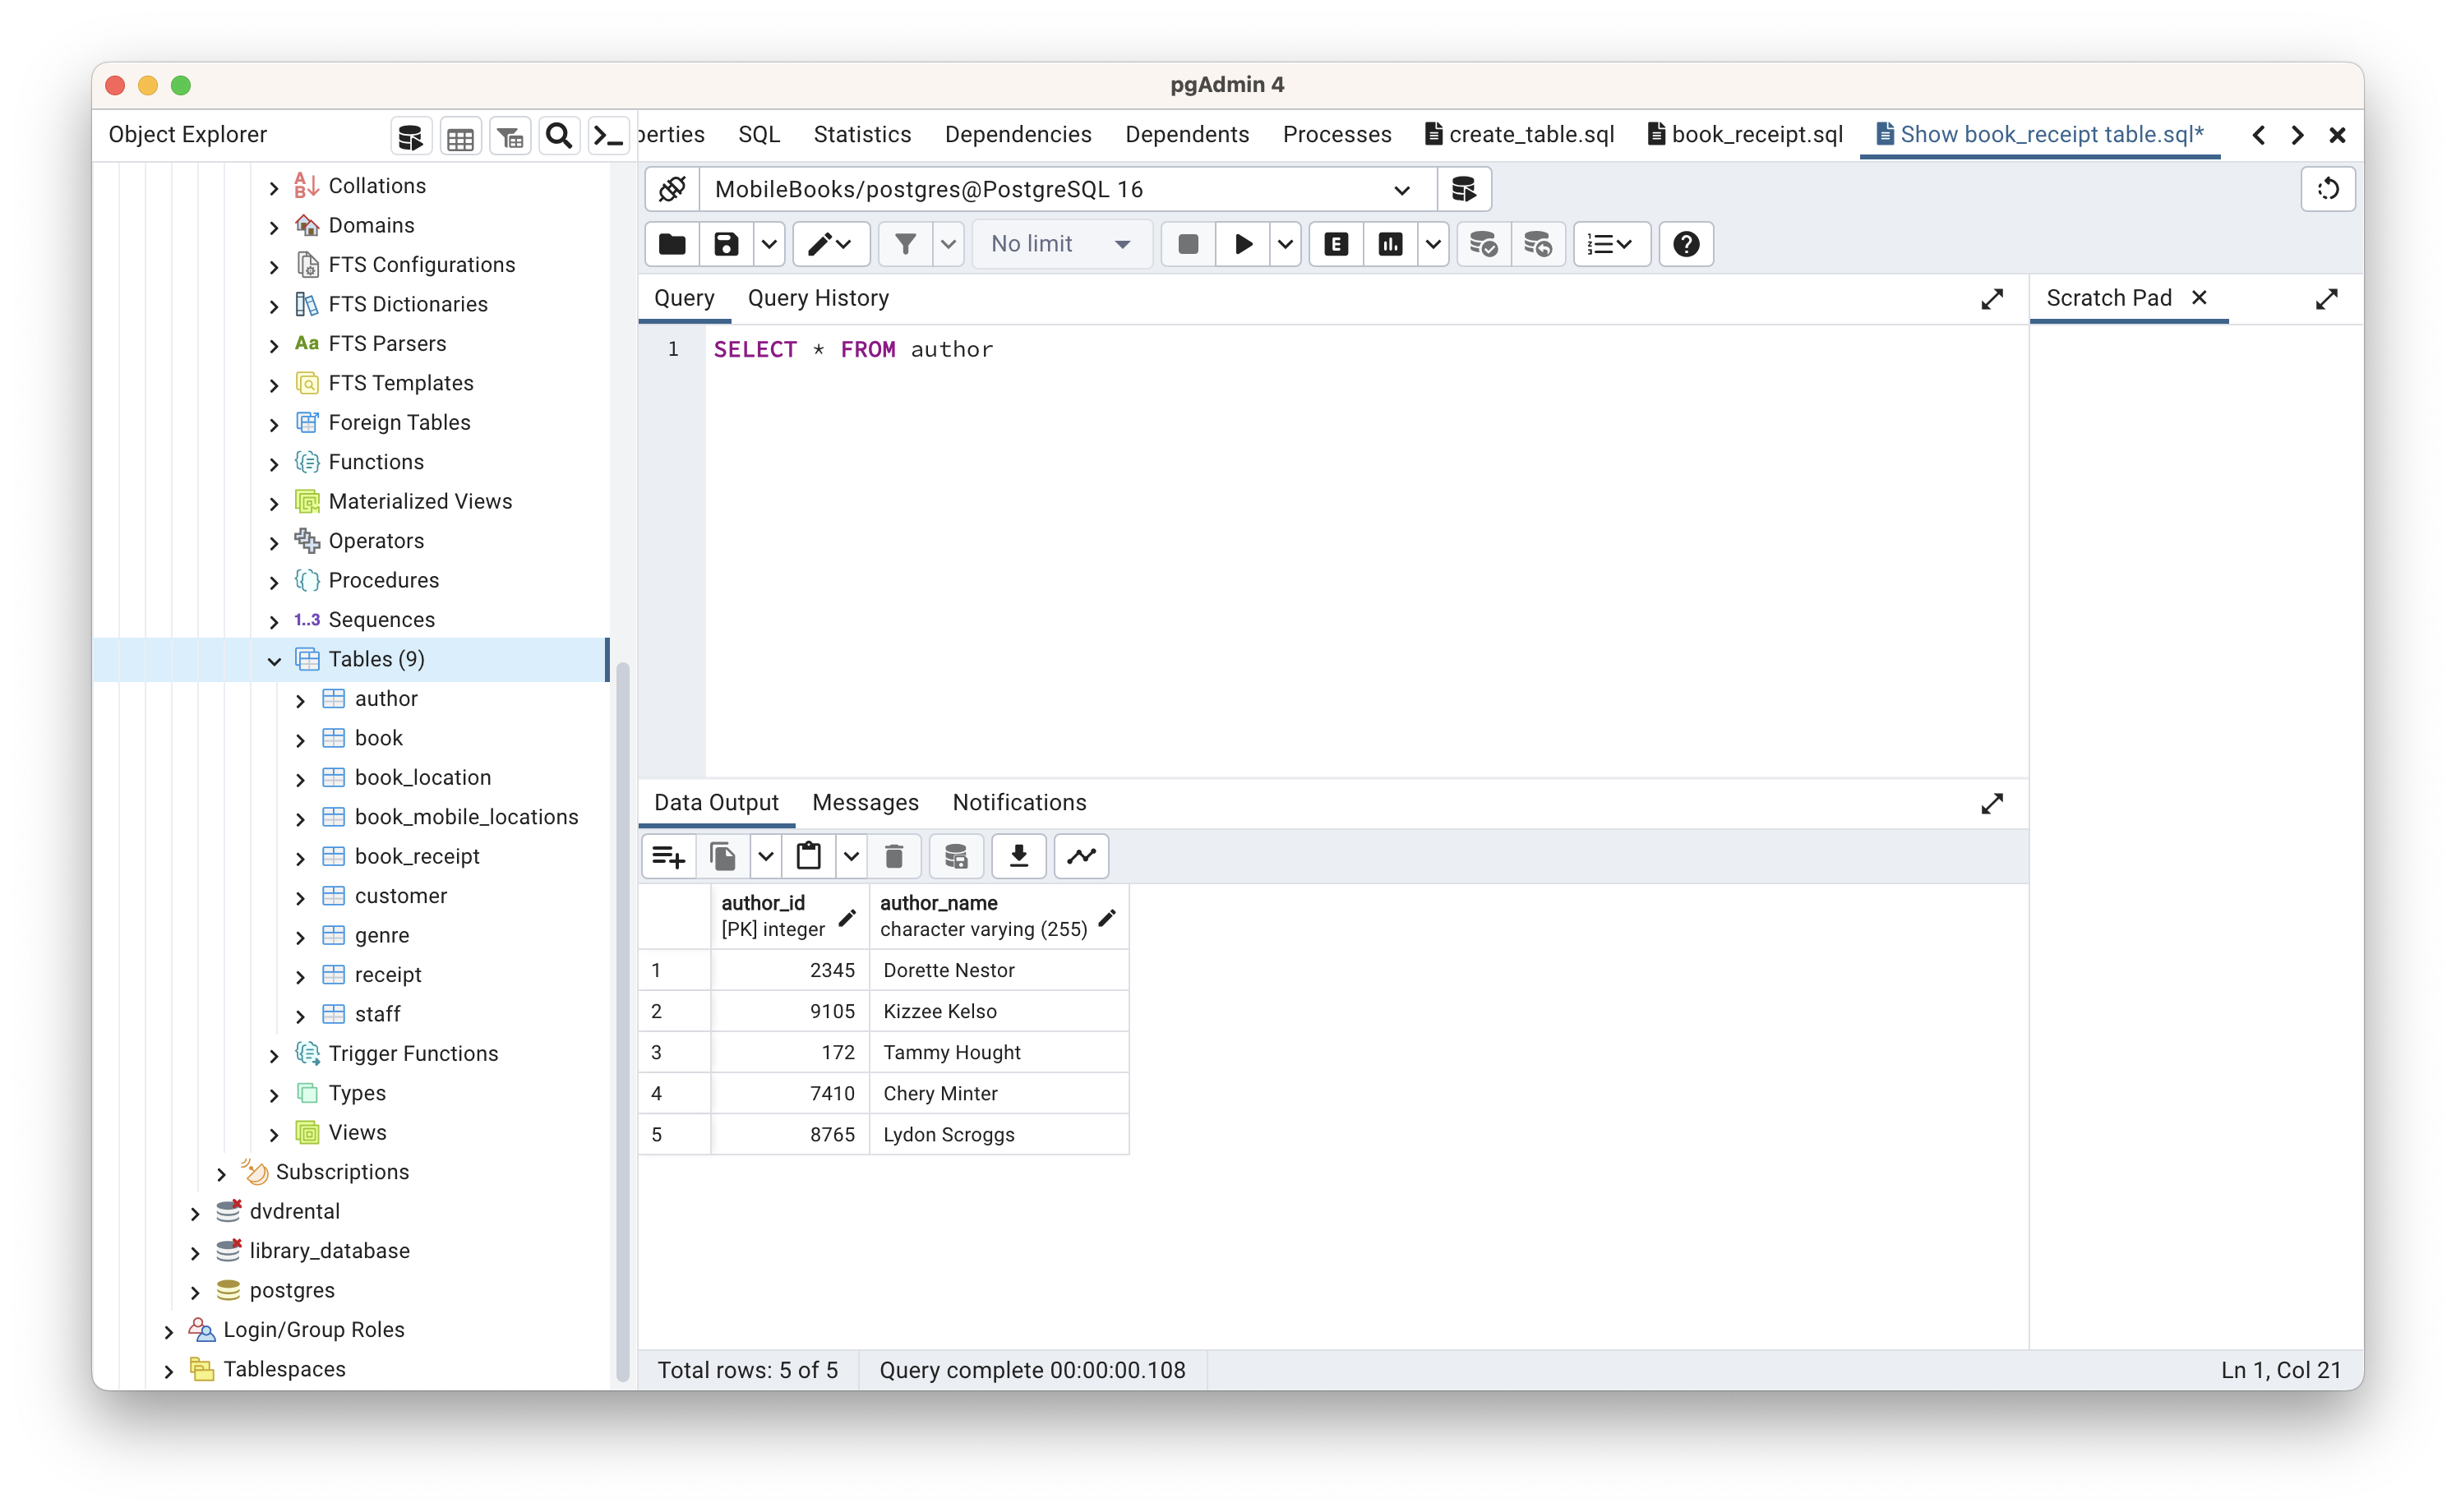 pgAdmin 4
Object Explorer
perties SQL Statistics Dependencies Dependents Processes create_table.sql book_receipt.sql Show book_receipt table.sql*
Collations
Domains
FTS Configurations
FTS Dictionaries
Aa FTS Parsers
FTS Templates
Foreign Tables
Functions
Materialized Views
Operators
Procedures
1..3 Sequences
Tables (9)
author
book
book_location
book_mobile_locations
book_receipt
customer
genre
receipt
staff
Trigger Functions
Types
Views
Subscriptions
dvdrental
library_database
postgres
Login/Group Roles
Tablespaces
MobileBooks/postgres@PostgreSQL 16
No limit
Query Query History
Scratch Pad
1 SELECT * FROM author
Data Output Messages Notifications
author_id author_name
[PK] integer character varying (255)
1 2345 Dorette Nestor
2 9105 Kizzee Kelso
3 172 Tammy Hought
4 7410 Chery Minter
5 8765 Lydon Scroggs
Total rows: 5 of 5 Query complete 00:00:00.108 Ln 1, Col 21